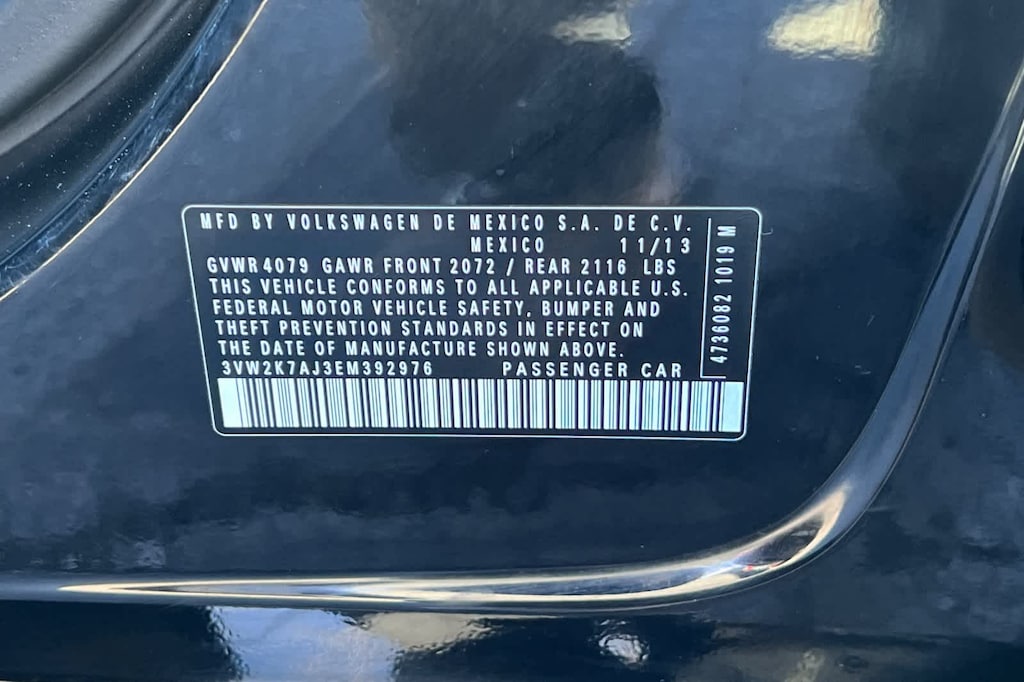 MFD BY VOLKSWAGEN DE MEXICO S.A. DE C.V.
MEXICO 11/13
GVWR 4079 GAWR FRONT 2072 / REAR 2116 LBS
THIS VEHICLE CONFORMS TO ALL APPLICABLE U.S.
FEDERAL MOTOR VEHICLE SAFETY, BUMPER AND
THEFT PREVENTION STANDARDS IN EFFECT ON
THE DATE OF MANUFACTURE SHOWN ABOVE.
3VW2K7AJ3EM392976 PASSENGER CAR
4736082 1019 M